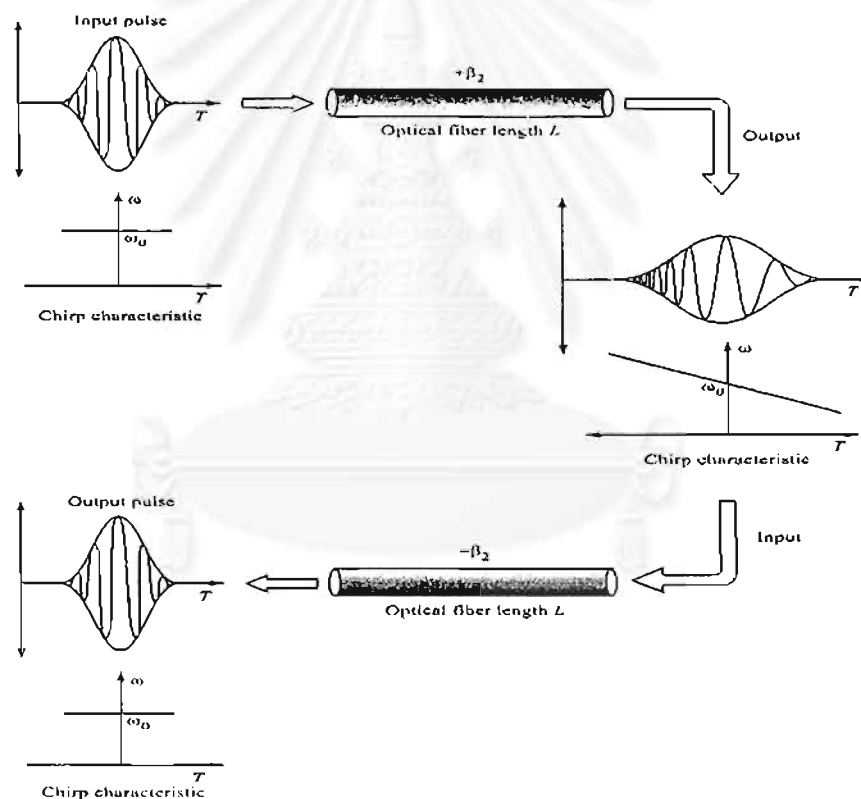 Input pulse
T
+β₂
Optical fiber length L
Output
ω
ω₀
T
Chirp characteristic
T
ω
ω₀
T
Chirp characteristic
Input
Output pulse
T
−β₂
Optical fiber length L
ω
ω₀
T
Chirp characteristic